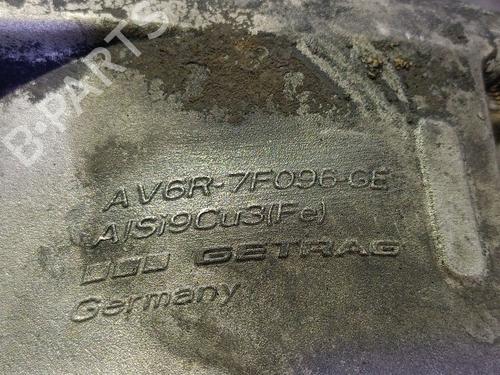 B-PARTS
AV6R-7F096-GE
AlSi9Cu3(Fe)
GETRAG
Germany